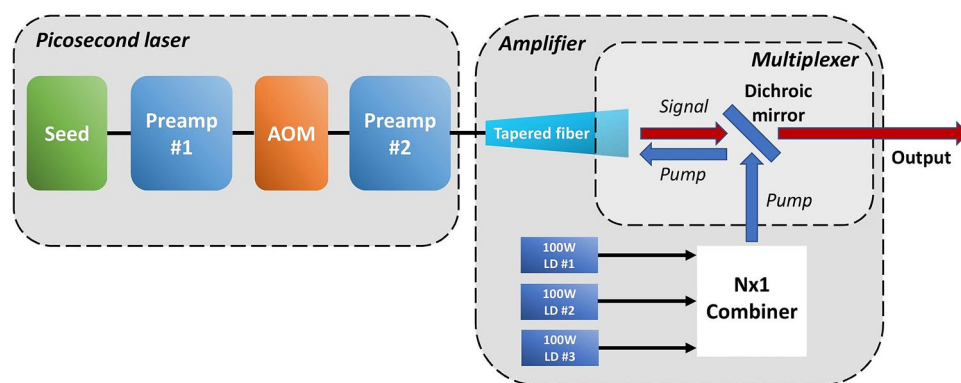 Picosecond laser
Seed
Preamp
#1
AOM
Preamp
#2
Amplifier
Tapered fiber
Multiplexer
Dichroic
mirror
Signal
Pump
Output
Pump
100W
LD #1
100W
LD #2
100W
LD #3
Nx1
Combiner